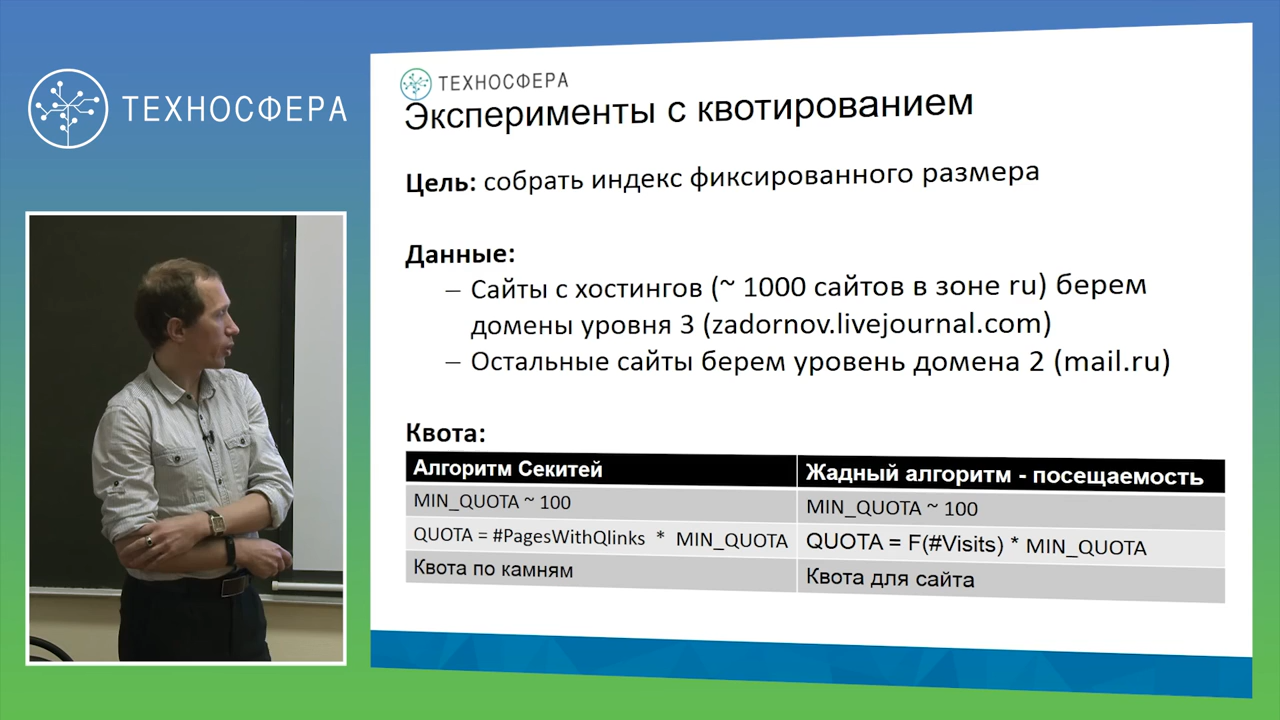 ТЕХНОСФЕРА
ТЕХНОСФЕРА
Эксперименты с квотированием
Цель: собрать индекс фиксированного размера
Данные:
– Сайты с хостингов (~ 1000 сайтов в зоне ru) берем
домены уровня 3 (zadornov.livejournal.com)
– Остальные сайты берем уровень домена 2 (mail.ru)
Квота:
Алгоритм Секитей Жадный алгоритм - посещаемость
MIN_QUOTA ~ 100 MIN_QUOTA ~ 100
QUOTA = #PagesWithQlinks * MIN_QUOTA QUOTA = F(#Visits) * MIN_QUOTA
Квота по камням Квота для сайта